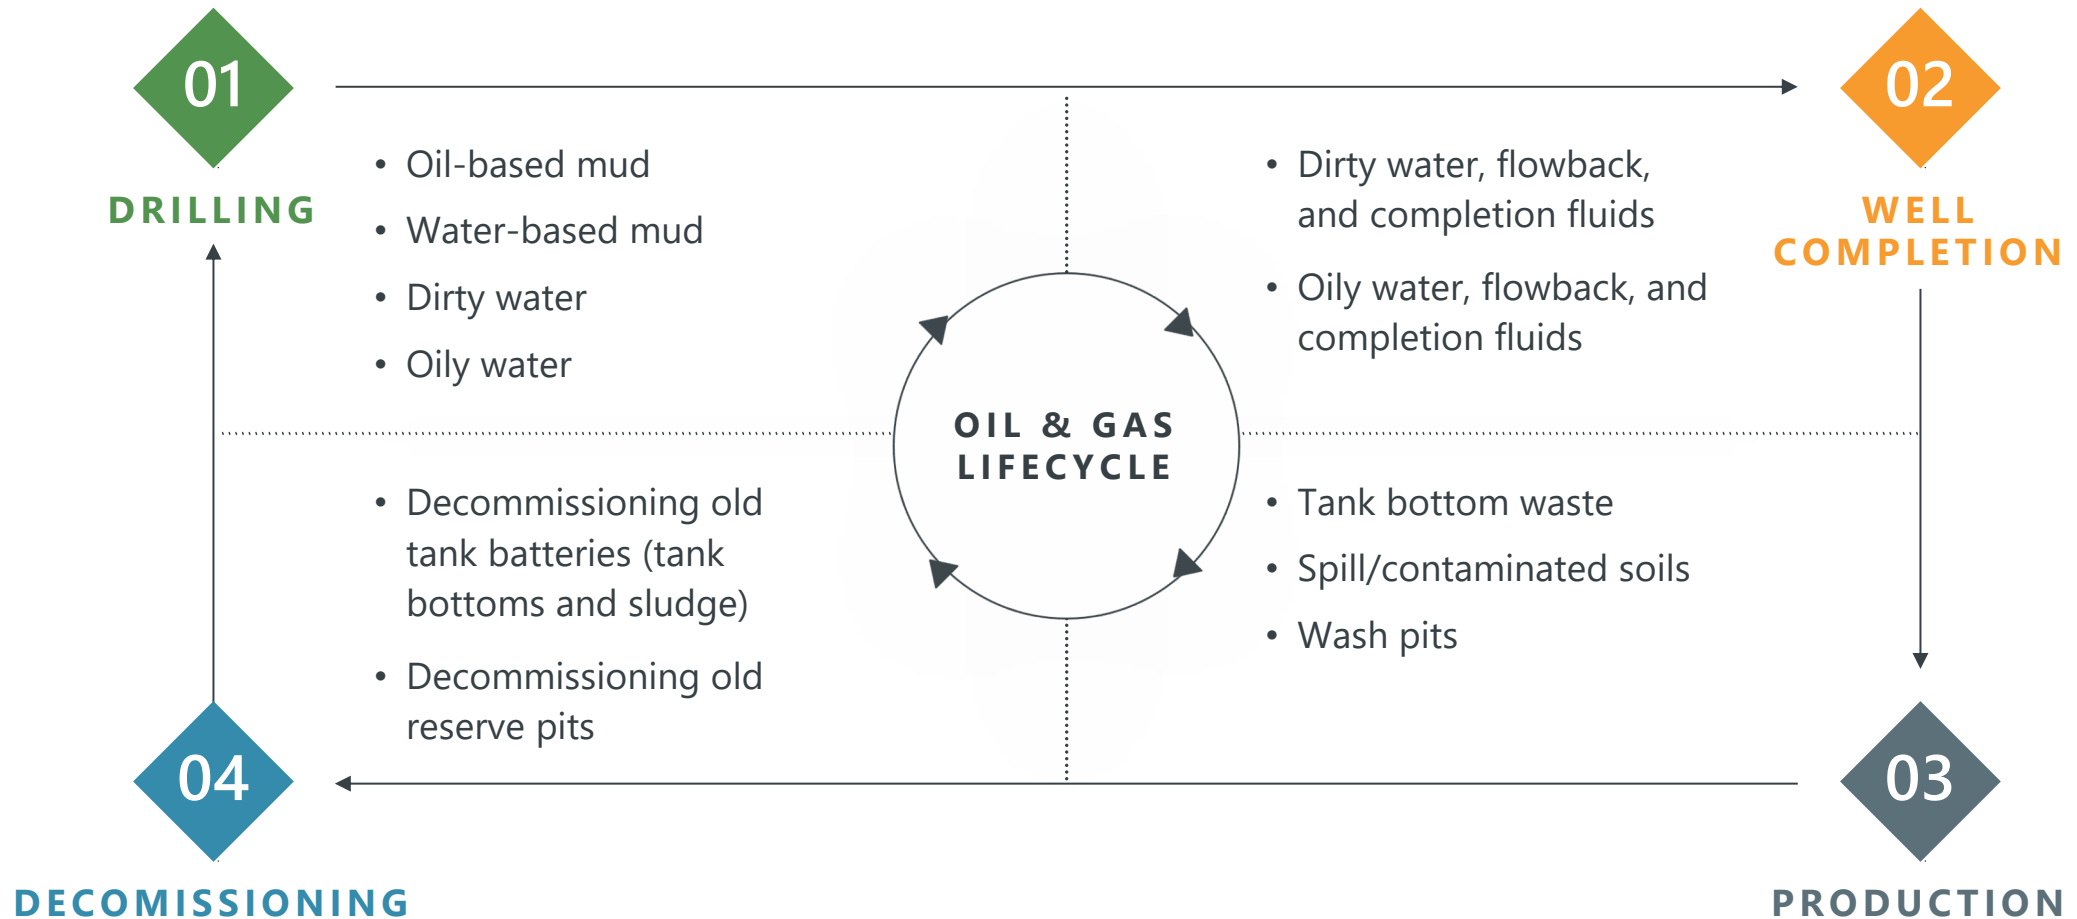 01
DRILLING
• Oil-based mud
• Water-based mud
• Dirty water
• Oily water
02
WELL
COMPLETION
• Dirty water, flowback,
and completion fluids
• Oily water, flowback, and
completion fluids
OIL & GAS
LIFECYCLE
• Decommissioning old
tank batteries (tank
bottoms and sludge)
• Decommissioning old
reserve pits
04
DECOMISSIONING
• Tank bottom waste
• Spill/contaminated soils
• Wash pits
03
PRODUCTION